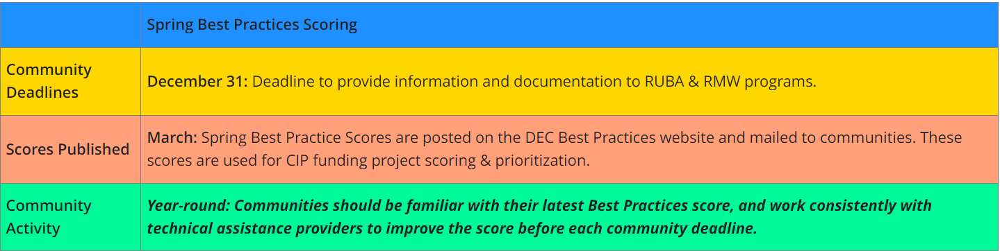 Spring Best Practices Scoring
Community
Deadlines
December 31: Deadline to provide information and documentation to RUBA & RMW programs.
Scores Published
March: Spring Best Practice Scores are posted on the DEC Best Practices website and mailed to communities. These
scores are used for CIP funding project scoring & prioritization.
Community
Activity
Year-round: Communities should be familiar with their latest Best Practices score, and work consistently with
technical assistance providers to improve the score before each community deadline.